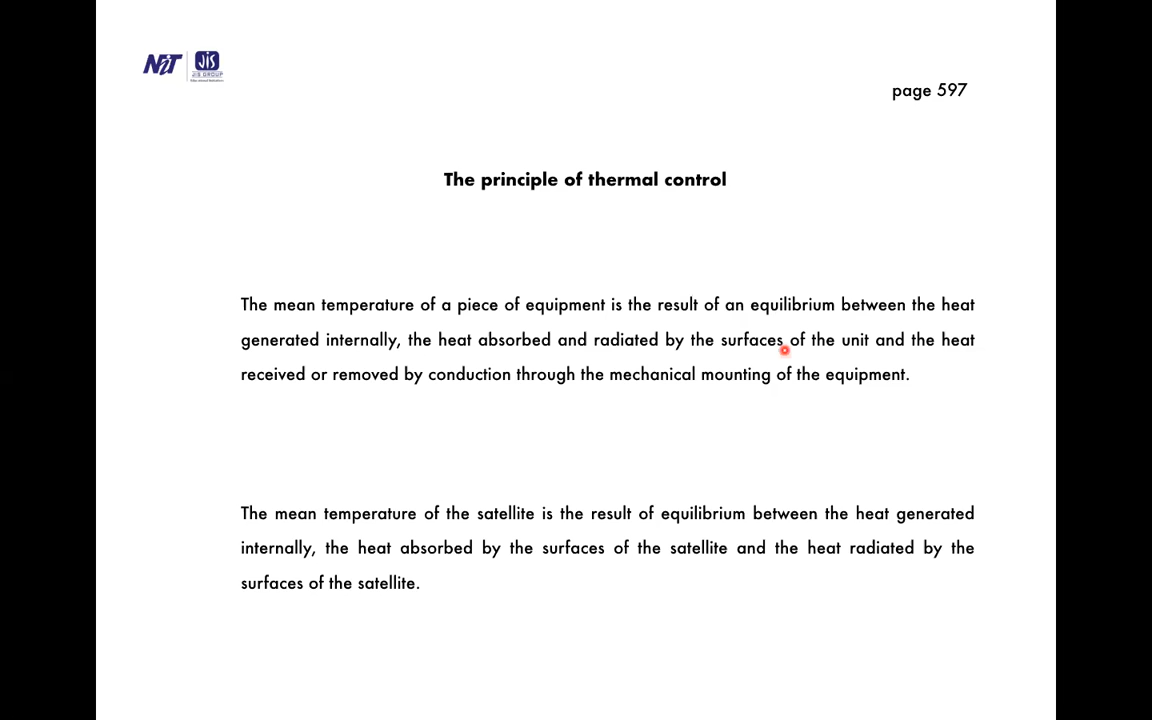 NiT JIS
JIS GROUP
Educational Initiatives
page 597
The principle of thermal control
The mean temperature of a piece of equipment is the result of an equilibrium between the heat
generated internally, the heat absorbed and radiated by the surfaces of the unit and the heat
received or removed by conduction through the mechanical mounting of the equipment.
The mean temperature of the satellite is the result of equilibrium between the heat generated
internally, the heat absorbed by the surfaces of the satellite and the heat radiated by the
surfaces of the satellite.